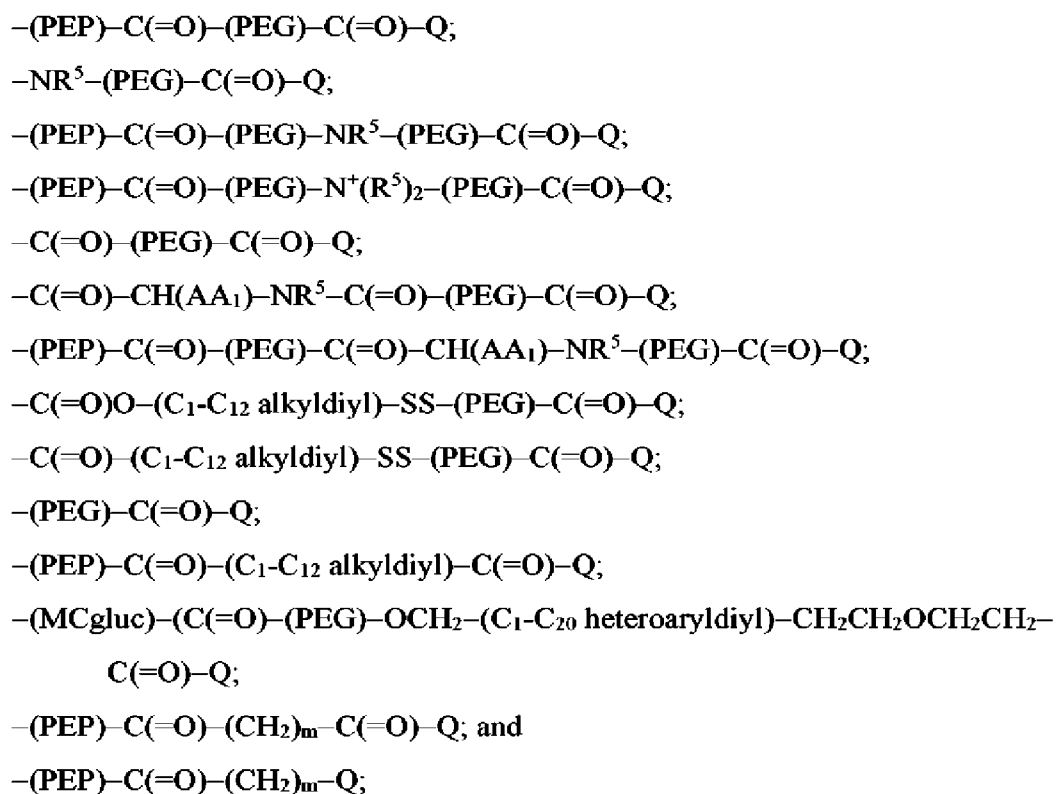 –(PEP)–C(=O)–(PEG)–C(=O)–Q;
–NR⁵–(PEG)–C(=O)–Q;
–(PEP)–C(=O)–(PEG)–NR⁵–(PEG)–C(=O)–Q;
–(PEP)–C(=O)–(PEG)–N⁺(R⁵)₂–(PEG)–C(=O)–Q;
–C(=O)–(PEG)–C(=O)–Q;
–C(=O)–CH(AA₁)–NR⁵–C(=O)–(PEG)–C(=O)–Q;
–(PEP)–C(=O)–(PEG)–C(=O)–CH(AA₁)–NR⁵–(PEG)–C(=O)–Q;
–C(=O)O–(C₁-C₁₂ alkyldiyl)–SS–(PEG)–C(=O)–Q;
–C(=O)–(C₁-C₁₂ alkyldiyl)–SS–(PEG)–C(=O)–Q;
–(PEG)–C(=O)–Q;
–(PEP)–C(=O)–(C₁-C₁₂ alkyldiyl)–C(=O)–Q;
–(MCgluc)–(C(=O)–(PEG)–OCH₂–(C₁-C₂₀ heteroaryldiyl)–CH₂CH₂OCH₂CH₂–
C(=O)–Q;
–(PEP)–C(=O)–(CH₂)ₘ–C(=O)–Q; and
–(PEP)–C(=O)–(CH₂)ₘ–Q;